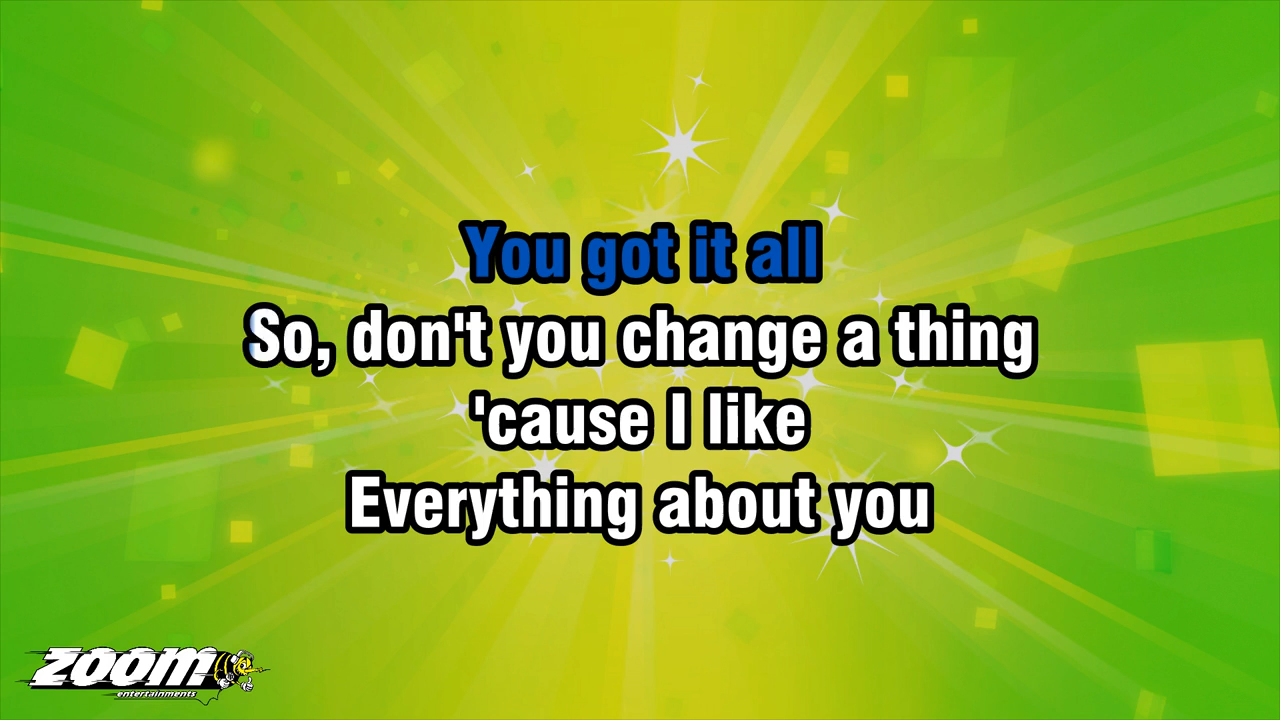 You got it all
So, don't you change a thing
'cause I like
Everything about you
zoom
entertainments